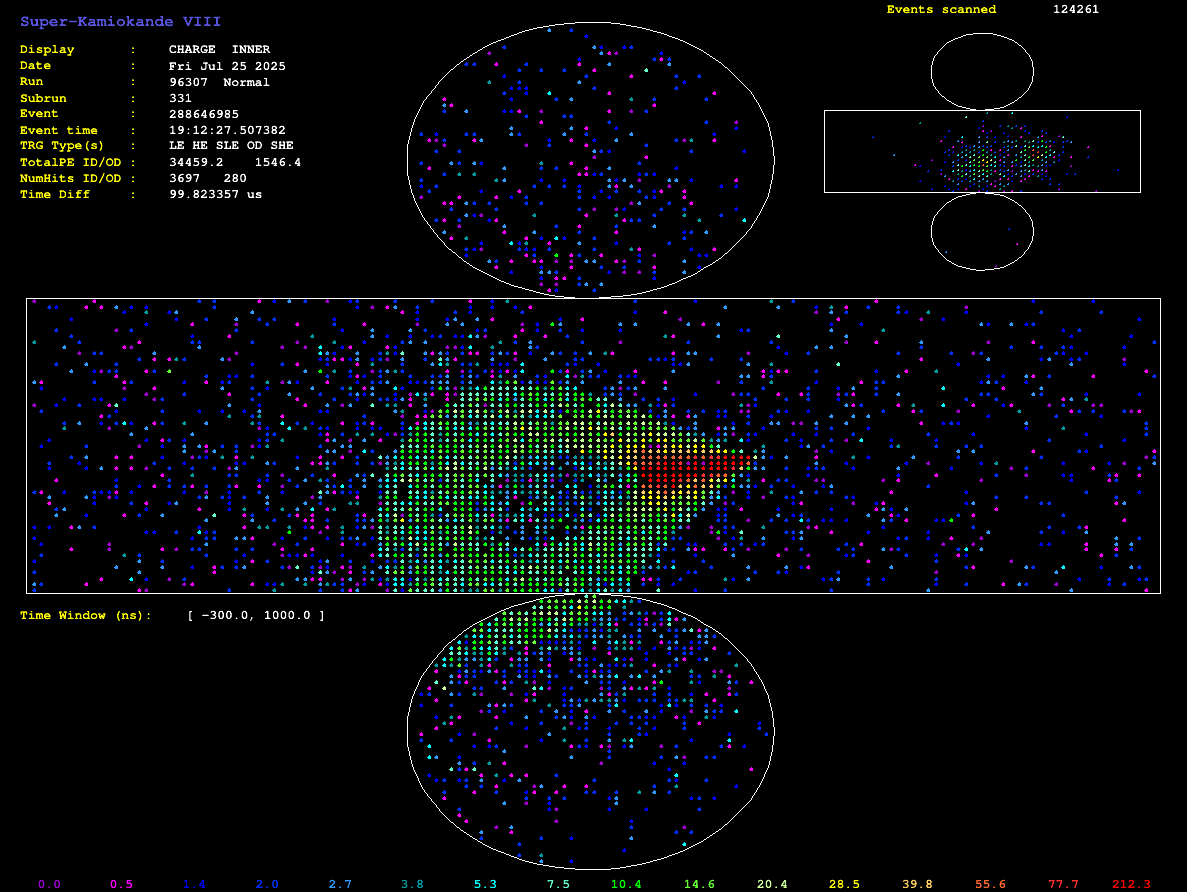 Super-Kamiokande VIII
Events scanned 124261
Display : CHARGE INNER
Date : Fri Jul 25 2025
Run : 96307 Normal
Subrun : 331
Event : 288646985
Event time : 19:12:27.507382
TRG Type(s) : LE HE SLE OD SHE
TotalPE ID/OD : 34459.2 1546.4
NumHits ID/OD : 3697 280
Time Diff : 99.823357 us
Time Window (ns): [ -300.0, 1000.0 ]
0.0 0.5 1.4 2.0 2.7 3.8 5.3 7.5 10.4 14.6 20.4 28.5 39.8 55.6 77.7 212.3